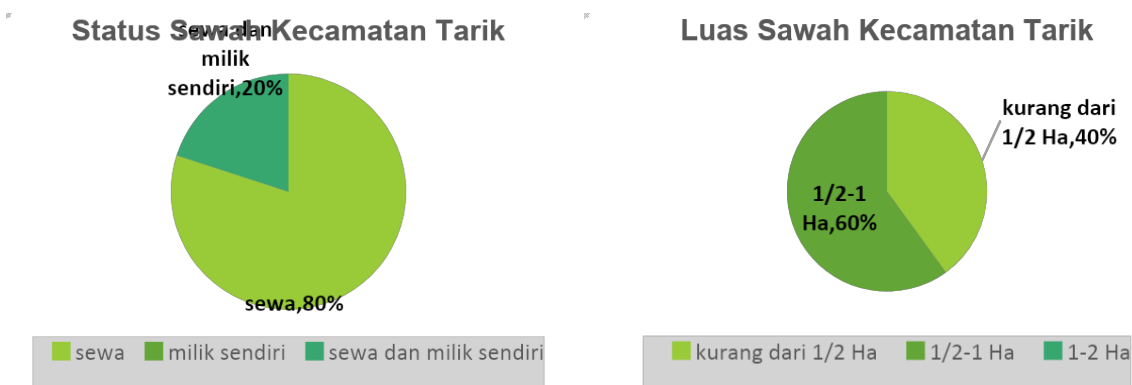 Status Sawah Kecamatan Tarik
sewa dan
milik
sendiri,20%
sewa,80%
sewa
milik sendiri
sewa dan milik sendiri
Luas Sawah Kecamatan Tarik
kurang dari
1/2 Ha,40%
1/2-1
Ha,60%
kurang dari 1/2 Ha
1/2-1 Ha
1-2 Ha